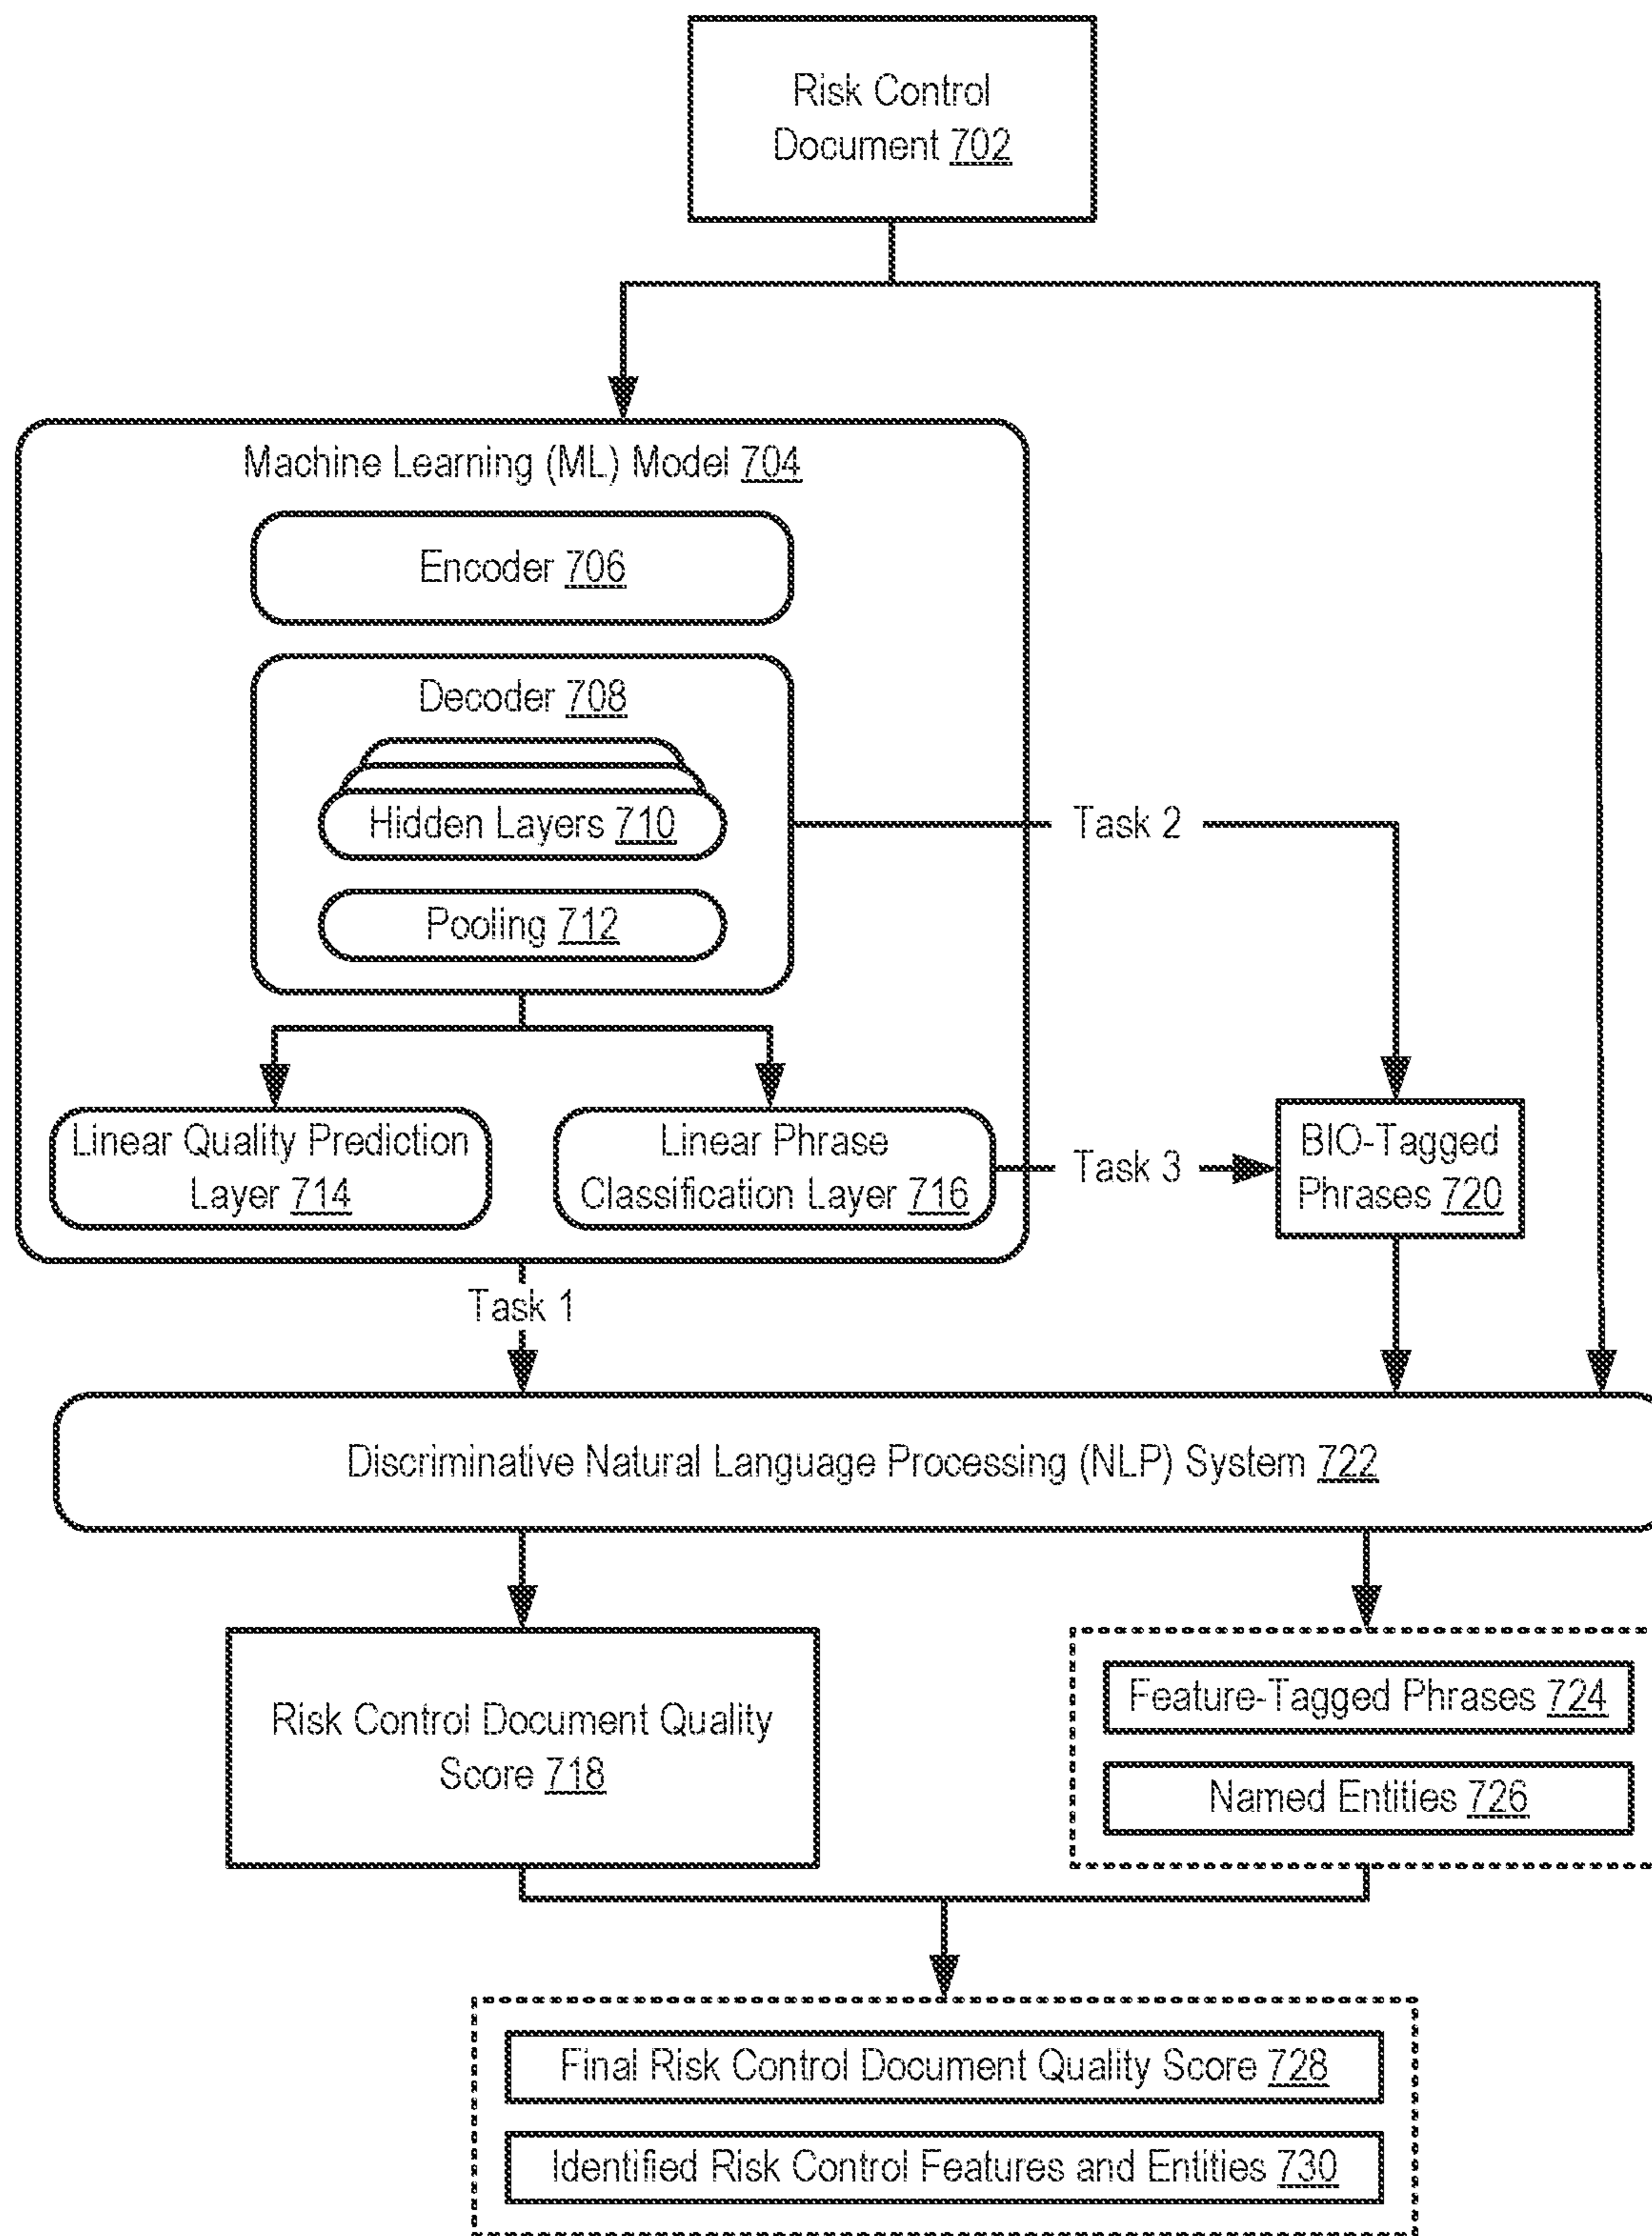 Risk Control
Document 702
Machine Learning (ML) Model 704
Encoder 706
Decoder 708
Hidden Layers 710
Task 2
Pooling 712
Linear Quality Prediction
Layer 714
Linear Phrase
Classification Layer 716
Task 3
BIO-Tagged
Phrases 720
Task 1
Discriminative Natural Language Processing (NLP) System 722
Risk Control Document Quality
Score 718
Feature-Tagged Phrases 724
Named Entities 726
Final Risk Control Document Quality Score 728
Identified Risk Control Features and Entities 730